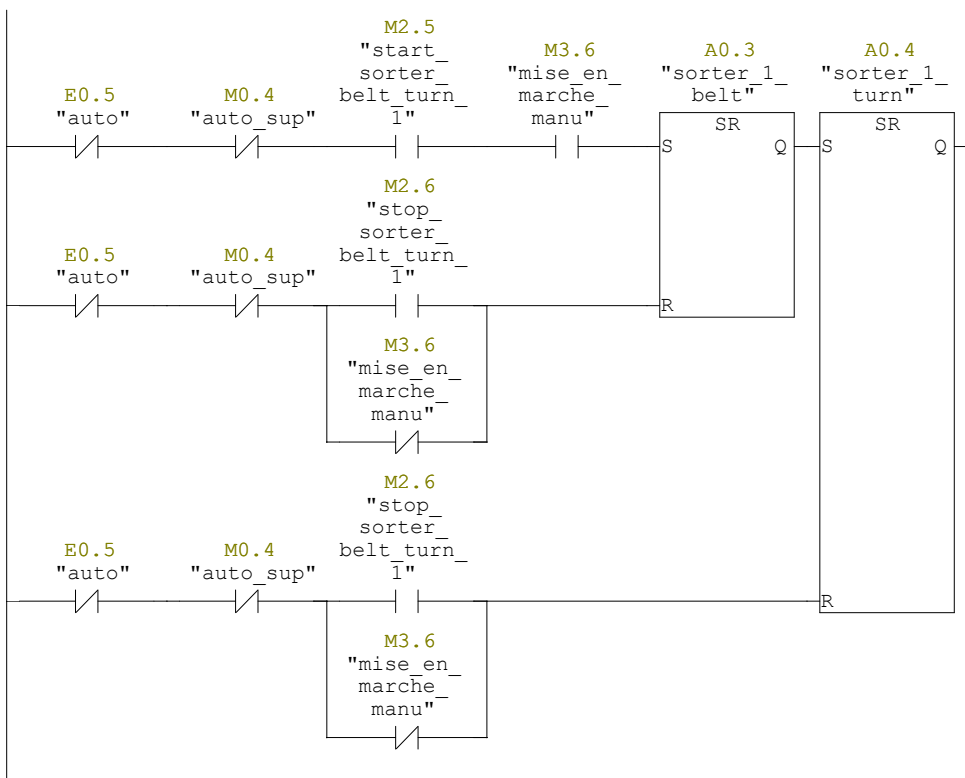 M2.5
"start_
sorter_
belt_turn_
1"
M3.6
"mise_en_
marche_
manu"
A0.3
"sorter_1_
belt"
A0.4
"sorter_1_
turn"
E0.5
"auto"
M0.4
"auto_sup"
SR
SR
S
Q
S
Q
M2.6
"stop_
sorter_
belt_turn_
1"
E0.5
"auto"
M0.4
"auto_sup"
R
M3.6
"mise_en_
marche_
manu"
M2.6
"stop_
sorter_
belt_turn_
1"
E0.5
"auto"
M0.4
"auto_sup"
R
M3.6
"mise_en_
marche_
manu"